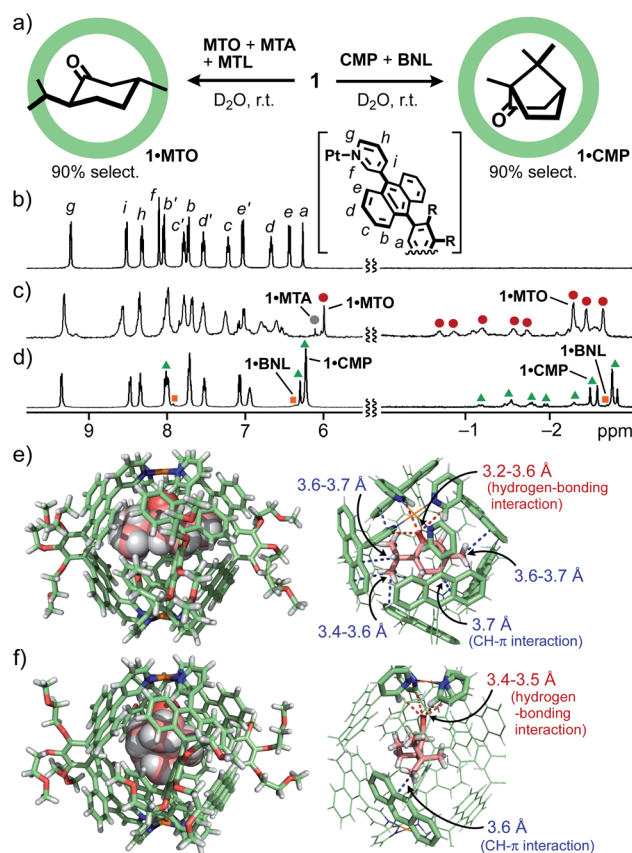 a)
MTO + MTA
+ MTL
D₂O, r.t.
1
CMP + BNL
D₂O, r.t.
O
1•MTO
90% select.
O
1•CMP
90% select.
Pt
N
g
h
i
f
e
d
c
b
a
R
R
b)
g
i
h
f
b'
c'
b
d'
c
e'
d
e
a
c)
1•MTA
1•MTO
1•MTO
d)
1•BNL
1•CMP
1•CMP
1•BNL
9
8
7
6
−1
−2
ppm
e)
3.6-3.7 Å
3.2-3.6 Å
(hydrogen-bonding
interaction)
3.6-3.7 Å
3.4-3.6 Å
3.7 Å
(CH-π interaction)
f)
3.4-3.5 Å
(hydrogen
-bonding
interaction)
3.6 Å
(CH-π interaction)